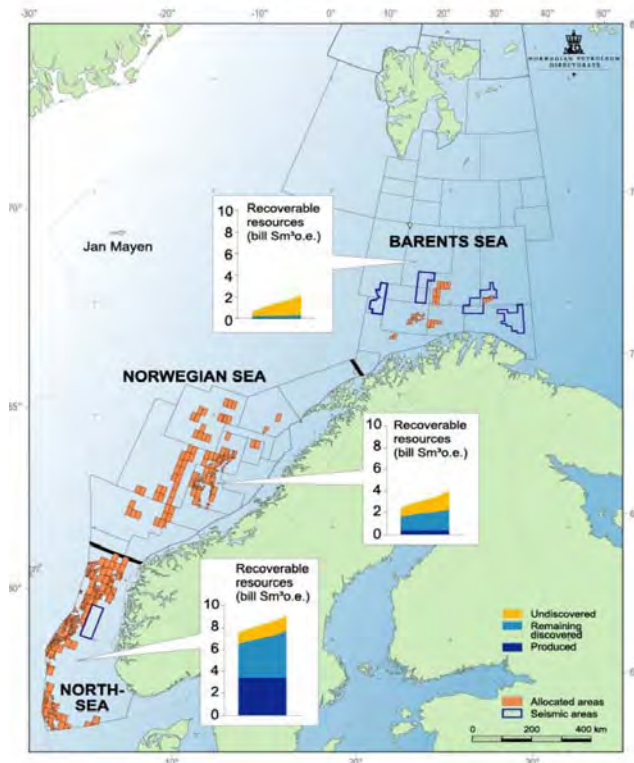 -30°
-20°
-10°
0°
10°
20°
30°
40°
50°
60°
NORWEGIAN PETROLEUM
DIRECTORATE
Recoverable
resources
(bill Sm³o.e.)
10
8
6
4
2
0
Jan Mayen
BARENTS SEA
NORWEGIAN SEA
Recoverable
resources
(bill Sm³o.e.)
10
8
6
4
2
0
Recoverable
resources
(bill Sm³o.e.)
10
8
6
4
2
0
NORTH-
SEA
Undiscovered
Remaining
discovered
Produced
Allocated areas
Seismic areas
0 200 400 km